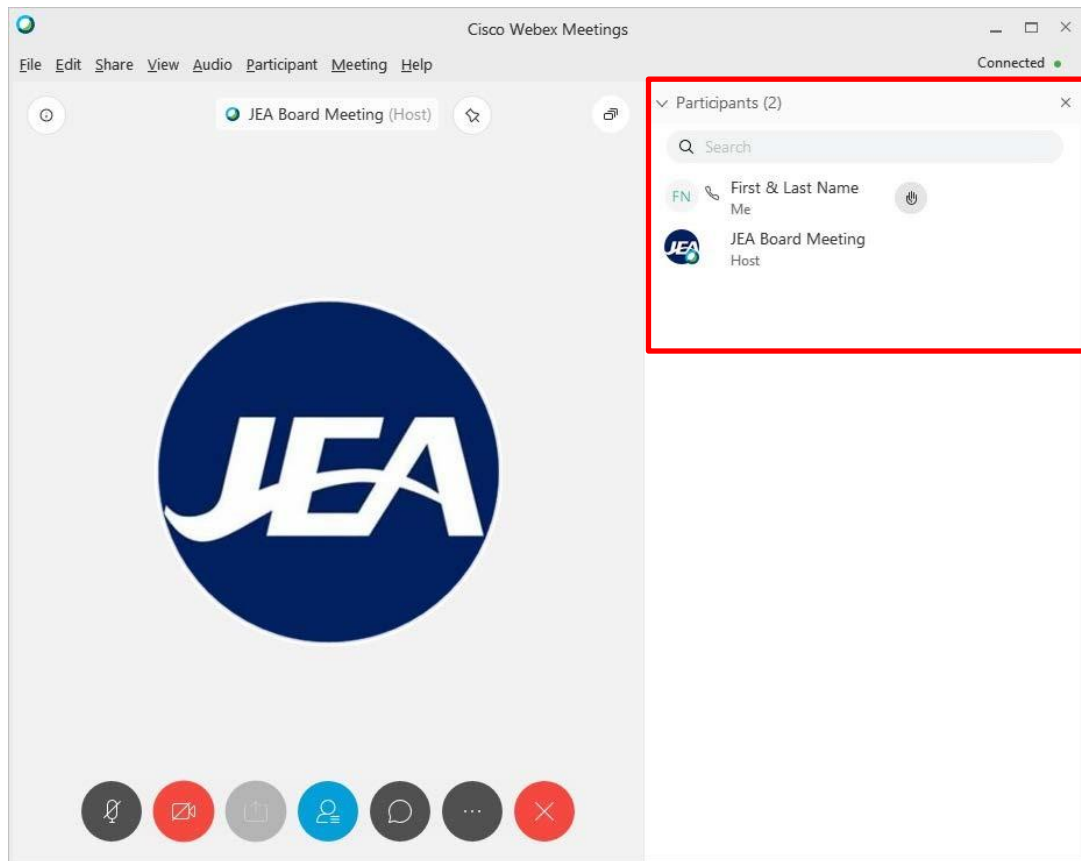 Cisco Webex Meetings
File Edit Share View Audio Participant Meeting Help
Connected
JEA Board Meeting (Host)
Participants (2)
Search
FN
First & Last Name
Me
JEA
JEA Board Meeting
Host
JEA